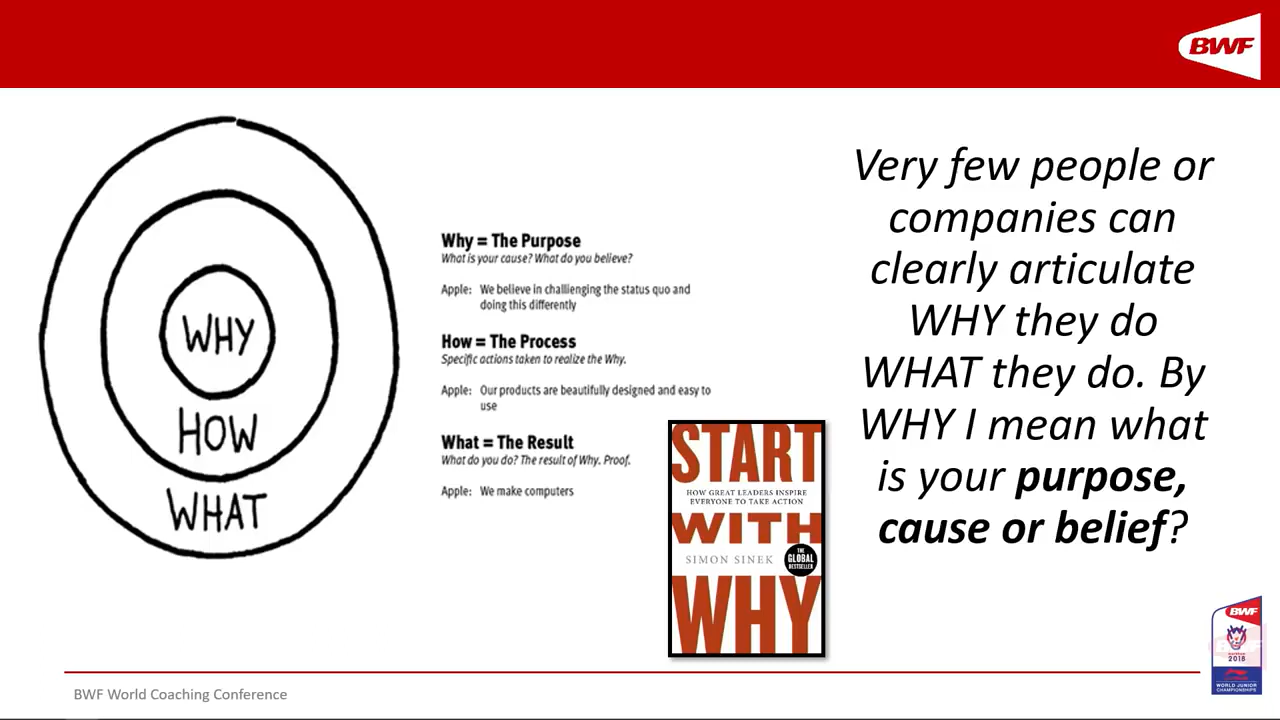 BWF
WHY
HOW
WHAT
Why = The Purpose
What is your cause? What do you believe?
Apple: We believe in challienging the status quo and
doing this differently
How = The Process
Specific actions taken to realize the Why.
Apple: Our products are beautifully designed and easy to
use
What = The Result
What do you do? The result of Why. Proof.
Apple: We make computers
START
HOW GREAT LEADERS INSPIRE
EVERYONE TO TAKE ACTION
WITH
SIMON SINEK
THE
GLOBAL
BESTSELLER
WHY
Very few people or
companies can
clearly articulate
WHY they do
WHAT they do. By
WHY I mean what
is your purpose,
cause or belief?
BWF
2018
WORLD JUNIOR
CHAMPIONSHIPS
BWF World Coaching Conference